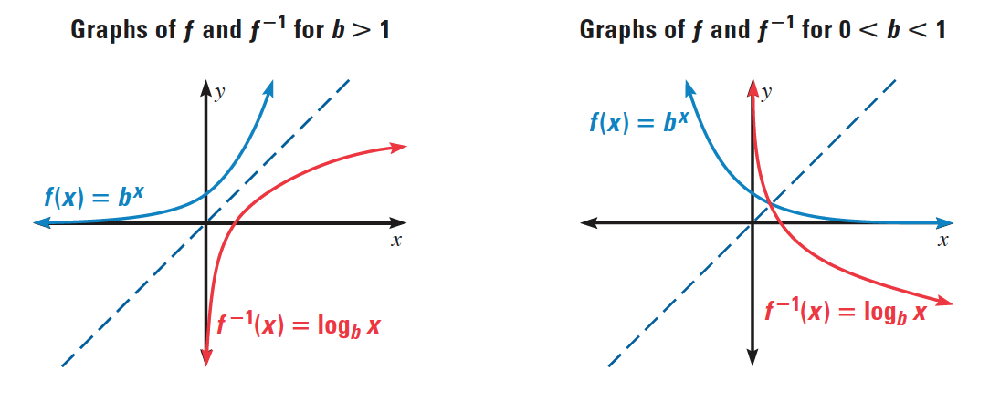 Graphs of f and f⁻¹ for b > 1
y
f(x) = bˣ
x
f⁻¹(x) = log_b x
Graphs of f and f⁻¹ for 0 < b < 1
y
f(x) = bˣ
x
f⁻¹(x) = log_b x